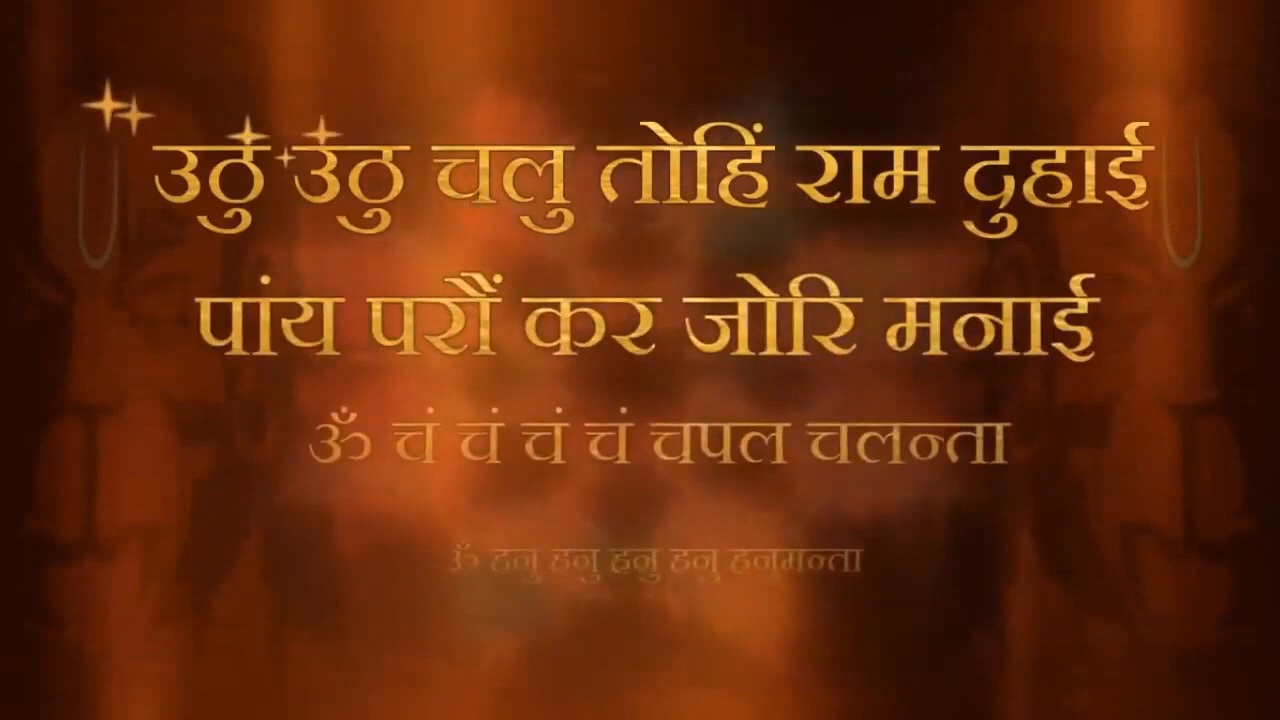 उठु उठु चलु तोहिं राम दुहाई
पांय परौं कर जोरि मनाई
ॐ चं चं चं चं चपल चलन्ता
ॐ हनु हनु हनु हनु हनुमन्ता